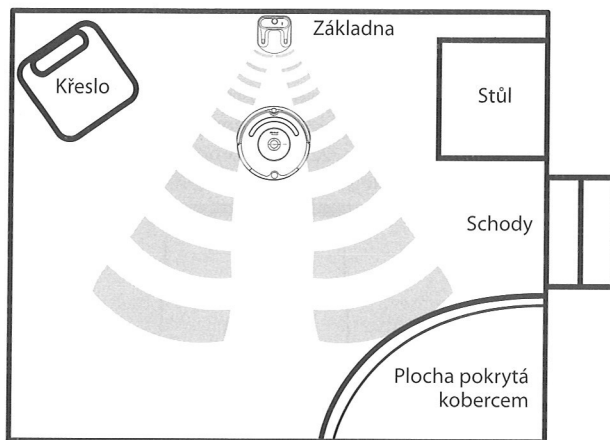 Základna
Křeslo
Stůl
Schody
Plocha pokrytá
kobercem